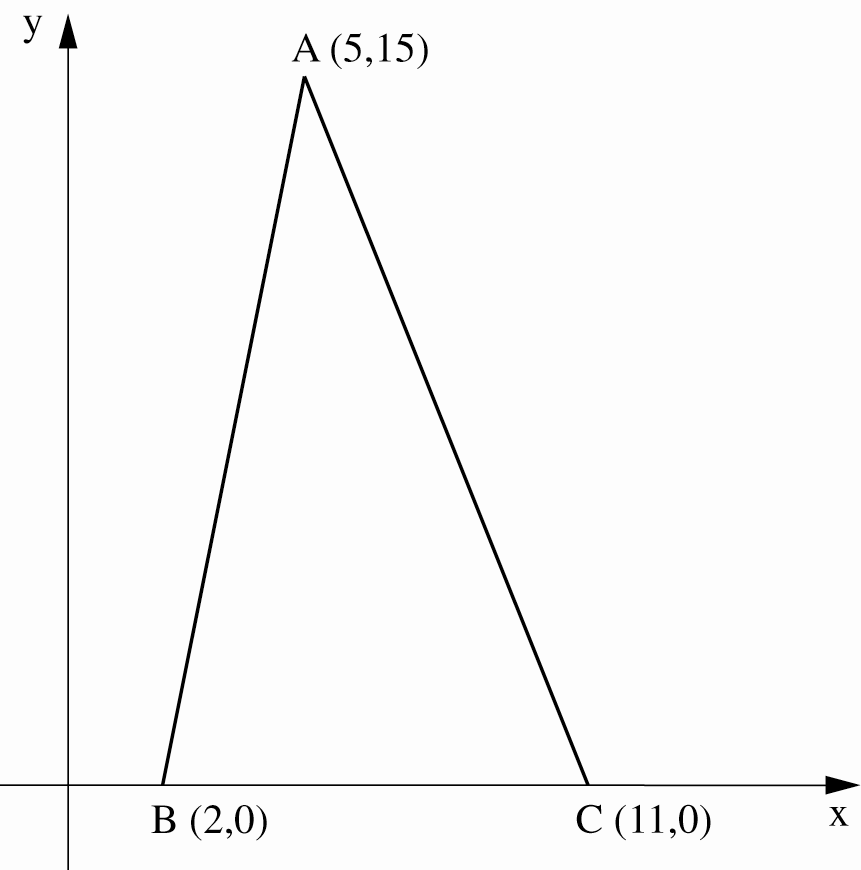 y
A (5,15)
B (2,0)
C (11,0)
x